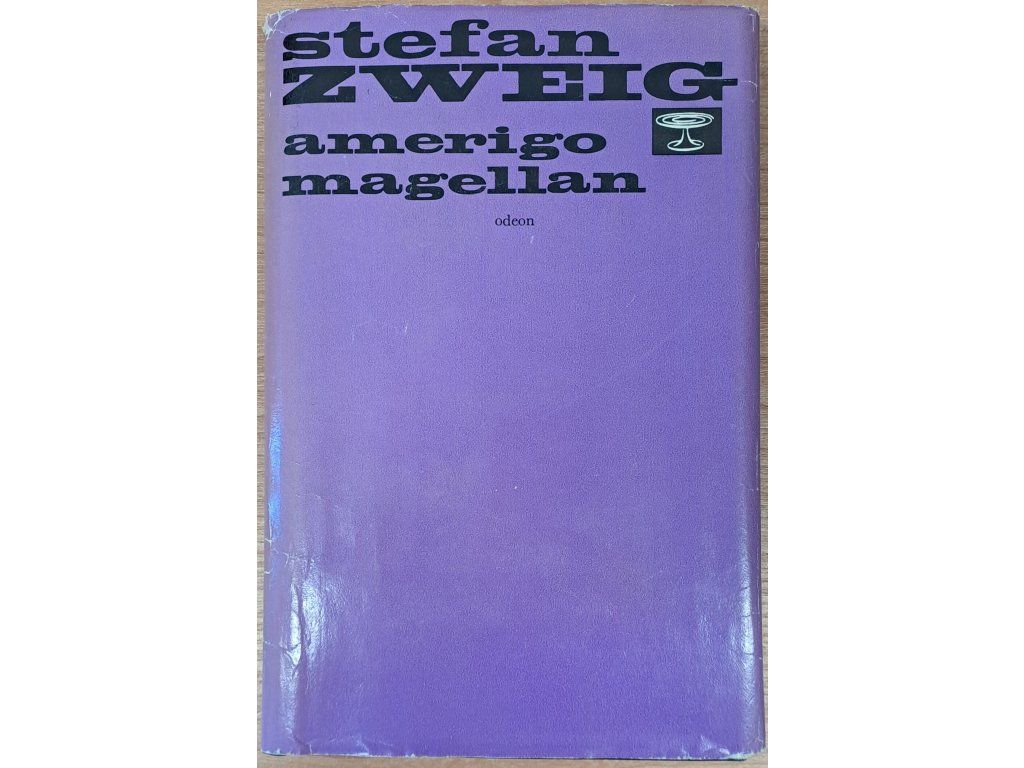 stefan
ZWEIG
amerigo
magellan
odeon